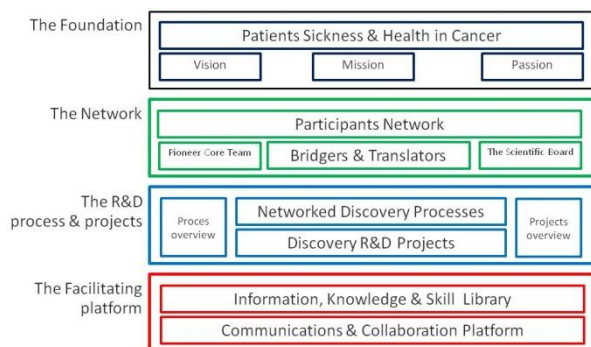 The Foundation
Patients Sickness & Health in Cancer
Vision
Mission
Passion
The Network
Participants Network
Pioneer Core Team
Bridgers & Translators
The Scientific Board
The R&D
process & projects
Proces
overview
Networked Discovery Processes
Discovery R&D Projects
Projects
overview
The Facilitating
platform
Information, Knowledge & Skill Library
Communications & Collaboration Platform